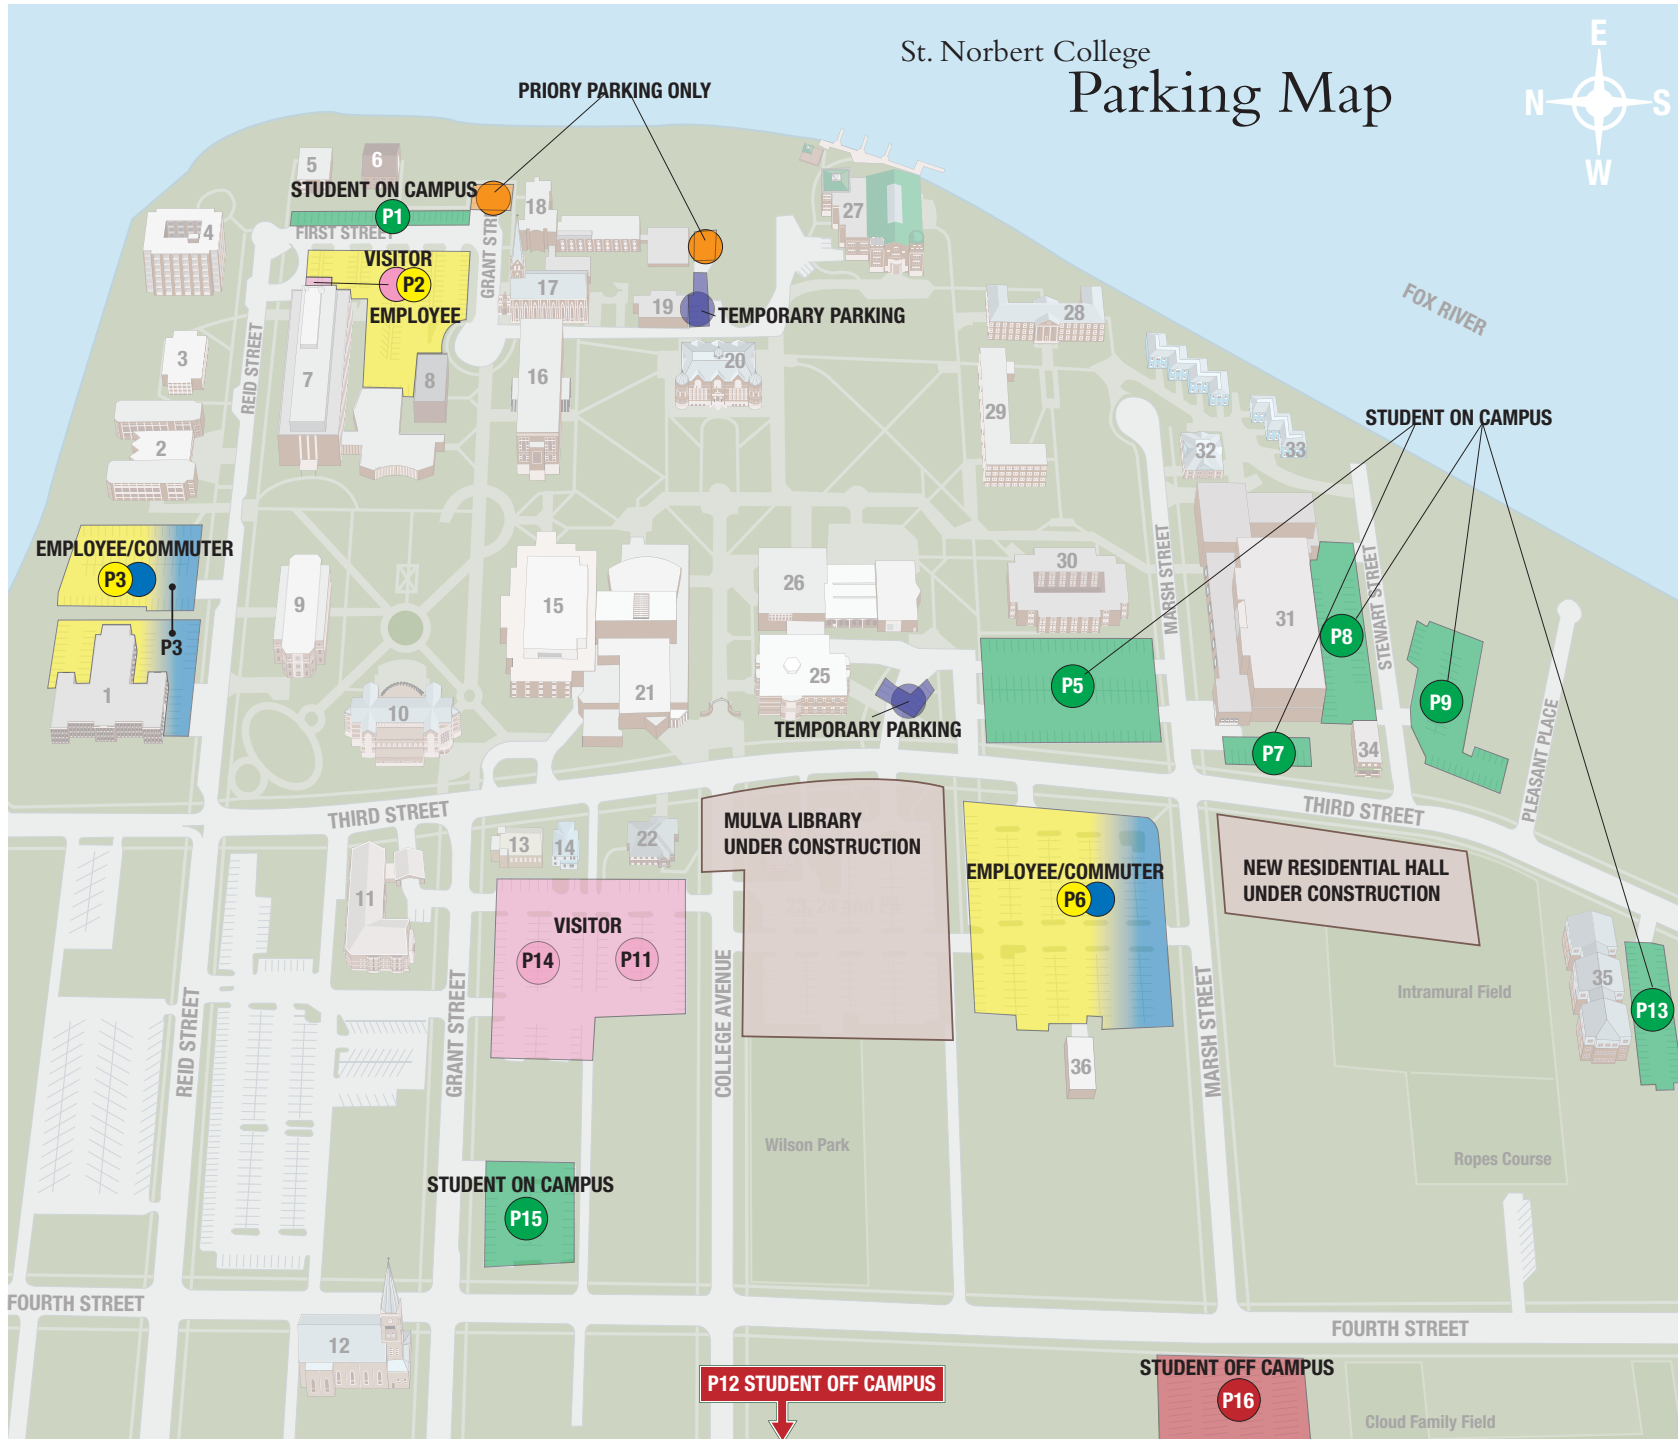 St. Norbert College
Parking Map
E
N
S
W
PRIORY PARKING ONLY
5
6
STUDENT ON CAMPUS
P1
FIRST STREET
4
18
27
GRANT STR
VISITOR
P2
EMPLOYEE
17
19
TEMPORARY PARKING
28
FOX RIVER
3
REID STREET
7
8
16
20
29
STUDENT ON CAMPUS
2
32
33
EMPLOYEE/COMMUTER
P3
P3
1
9
15
26
30
MARSH STREET
31
P8
STEWART STREET
10
21
25
P5
P9
TEMPORARY PARKING
P7
34
PLEASANT PLACE
THIRD STREET
THIRD STREET
13
14
22
MULVA LIBRARY
UNDER CONSTRUCTION
EMPLOYEE/COMMUTER
P6
NEW RESIDENTIAL HALL
UNDER CONSTRUCTION
11
VISITOR
P14
P11
35
P13
Intramural Field
REID STREET
GRANT STREET
COLLEGE AVENUE
MARSH STREET
36
Wilson Park
Ropes Course
STUDENT ON CAMPUS
P15
FOURTH STREET
FOURTH STREET
12
P12 STUDENT OFF CAMPUS
STUDENT OFF CAMPUS
P16
Cloud Family Field